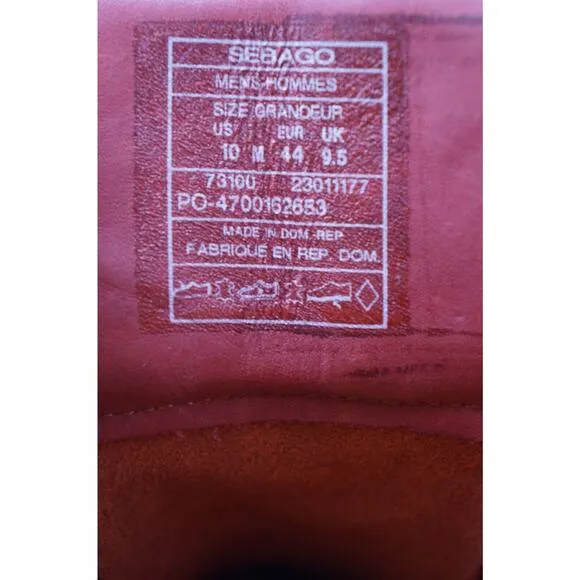 SEBAGO
MENS-HOMMES
SIZE GRANDEUR
US EUR UK
10 M 44 9.5
73100 23011177
PO-4700162653
MADE IN DOM-REP
FABRIQUE EN REP. DOM.